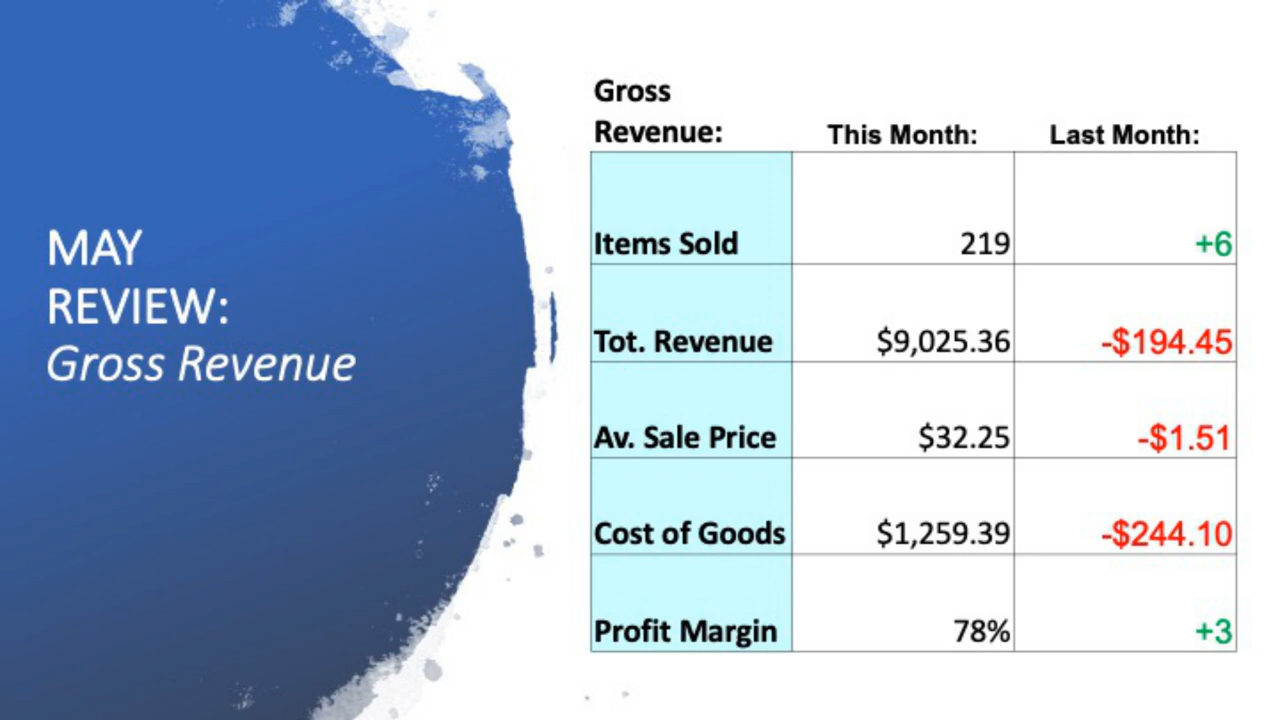 MAY
REVIEW:
Gross Revenue
Gross
Revenue: This Month: Last Month:
Items Sold 219 +6
Tot. Revenue $9,025.36 -$194.45
Av. Sale Price $32.25 -$1.51
Cost of Goods $1,259.39 -$244.10
Profit Margin 78% +3